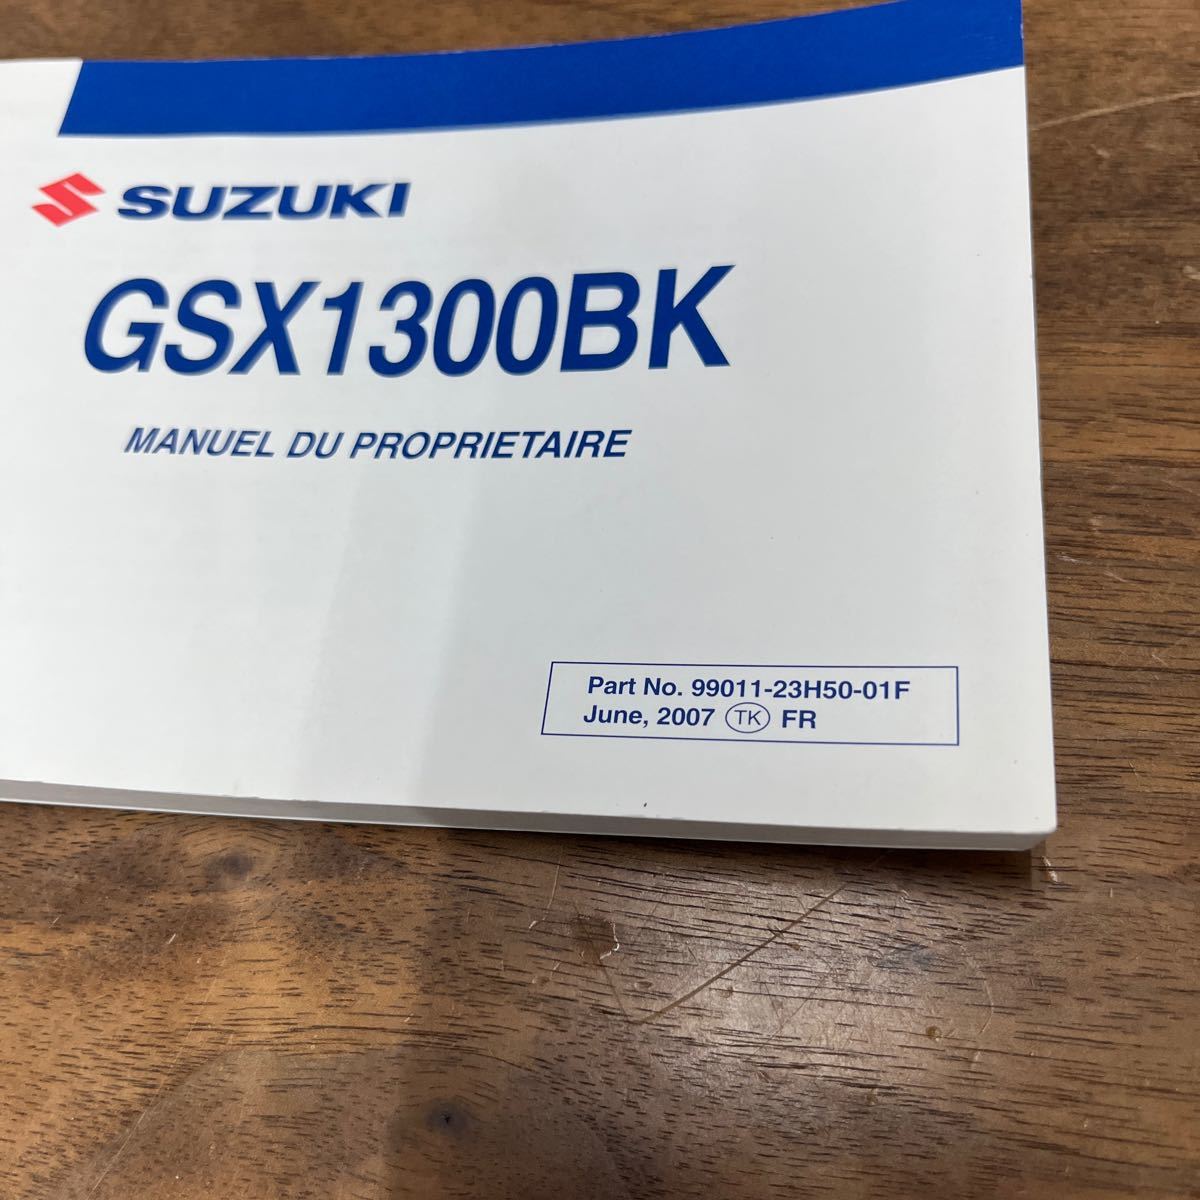 SUZUKI
GSX1300BK
MANUEL DU PROPRIETAIRE
Part No. 99011-23H50-01F
June, 2007 TK FR